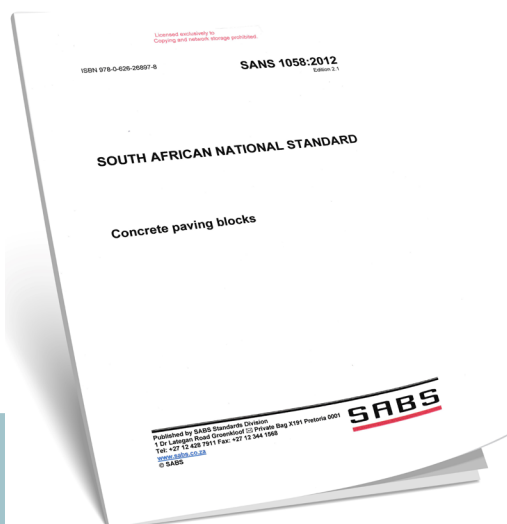 Licensed exclusively to
Copying and network storage prohibited.
ISBN 978-0-626-26897-8
SANS 1058:2012
Edition 2.1
SOUTH AFRICAN NATIONAL STANDARD
Concrete paving blocks
Published by SABS Standards Division
1 Dr Lategan Road Groenkloof ✉ Private Bag X191 Pretoria 0001
Tel: +27 12 428 7911 Fax: +27 12 344 1568
www.sabs.co.za
© SABS
SABS